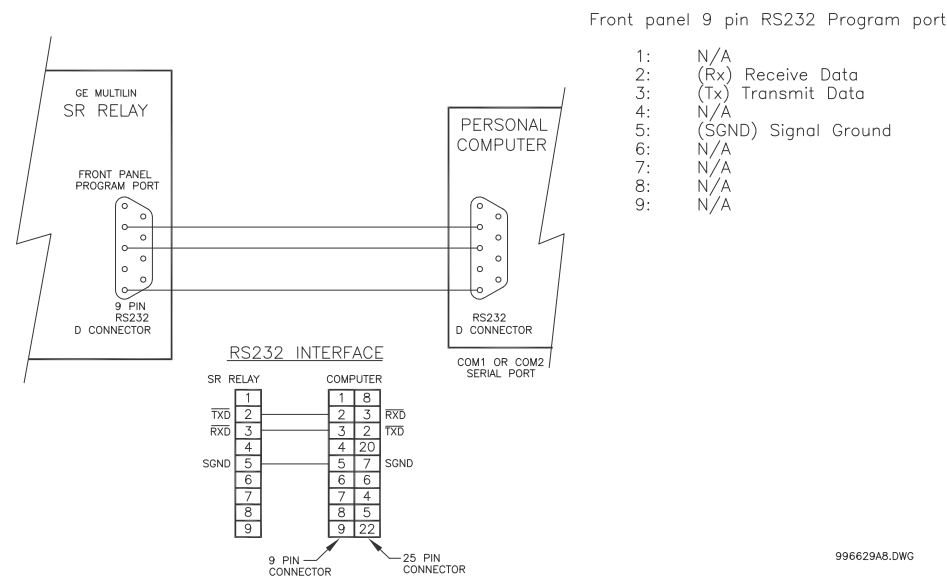 Front panel 9 pin RS232 Program port
1: N/A
2: (Rx) Receive Data
3: (Tx) Transmit Data
4: N/A
5: (SGND) Signal Ground
6: N/A
7: N/A
8: N/A
9: N/A
GE MULTILIN
SR RELAY
FRONT PANEL
PROGRAM PORT
9 PIN
RS232
D CONNECTOR
PERSONAL
COMPUTER
RS232
D CONNECTOR
COM1 OR COM2
SERIAL PORT
RS232 INTERFACE
SR RELAY COMPUTER
1 1 8
TXD 2 2 3 RXD
RXD 3 3 2 TXD
4 4 20
SGND 5 5 7 SGND
6 6 6
7 7 4
8 8 5
9 9 22
9 PIN
CONNECTOR
25 PIN
CONNECTOR
996629A8.DWG